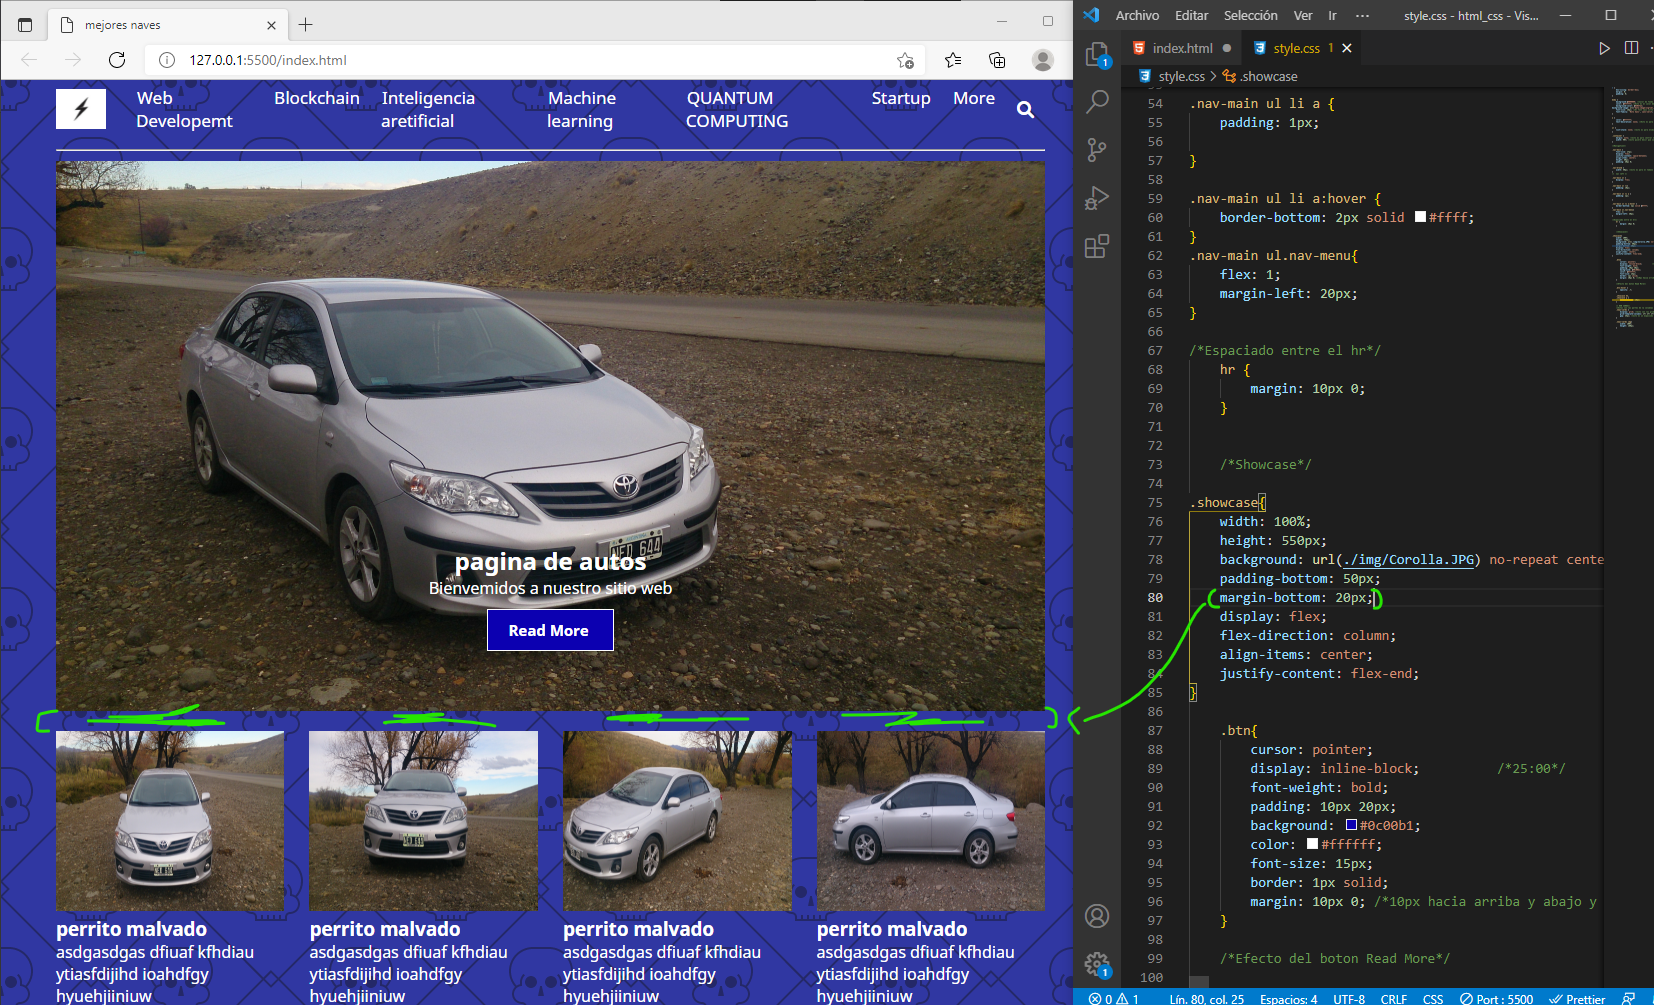 mejores naves
127.0.0.1:5500/index.html
Web Developemt
Blockchain
Inteligencia aretificial
Machine learning
QUANTUM COMPUTING
Startup
More
NED 644
pagina de autos
Bienvemidos a nuestro sitio web
Read More
perrito malvado
asdgasdgas dfiuaf kfhdiau
ytiasfdijihd ioahdfgy
hyuehjiiniuw
perrito malvado
asdgasdgas dfiuaf kfhdiau
ytiasfdijihd ioahdfgy
hyuehjiiniuw
perrito malvado
asdgasdgas dfiuaf kfhdiau
ytiasfdijihd ioahdfgy
hyuehjiiniuw
perrito malvado
asdgasdgas dfiuaf kfhdiau
ytiasfdijihd ioahdfgy
hyuehjiiniuw
Archivo Editar Selección Ver Ir ··· style.css - html_css - Vis...
index.html style.css 1
style.css > .showcase
54 .nav-main ul li a {
55 padding: 1px;
56
57 }
58
59 .nav-main ul li a:hover {
60 border-bottom: 2px solid #ffff;
61 }
62 .nav-main ul.nav-menu{
63 flex: 1;
64 margin-left: 20px;
65 }
66
67 /*Espaciado entre el hr*/
68 hr {
69 margin: 10px 0;
70 }
71
72
73 /*Showcase*/
74
75 .showcase{
76 width: 100%;
77 height: 550px;
78 background: url(./img/Corolla.JPG) no-repeat cente
79 padding-bottom: 50px;
80 margin-bottom: 20px;
81 display: flex;
82 flex-direction: column;
83 align-items: center;
84 justify-content: flex-end;
85 }
86
87 .btn{
88 cursor: pointer;
89 display: inline-block; /*25:00*/
90 font-weight: bold;
91 padding: 10px 20px;
92 background: #0c00b1;
93 color: #ffffff;
94 font-size: 15px;
95 border: 1px solid;
96 margin: 10px 0; /*10px hacia arriba y abajo y
97 }
98
99 /*Efecto del boton Read More*/
100
1
1
0 1 Lín. 80, col. 25 Espacios: 4 UTF-8 CRLF CSS Port : 5500 Prettier